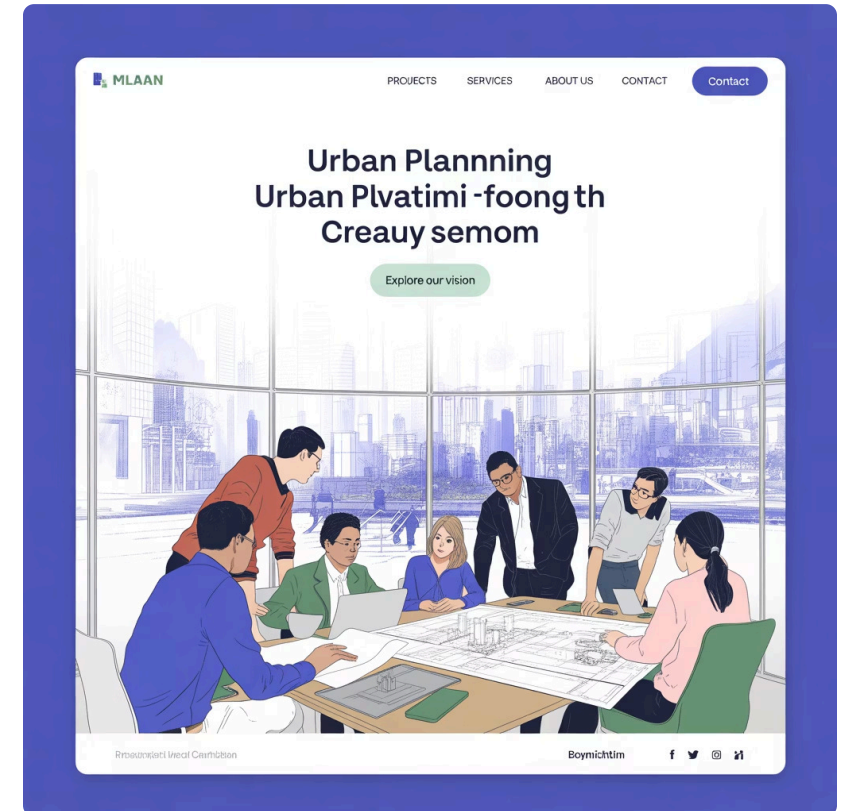 MLAAN
PROJECTS SERVICES ABOUT US CONTACT Contact
Urban Plannning
Urban Plvatimi -foong th
Creauy semom
Explore our vision
Boymichtim